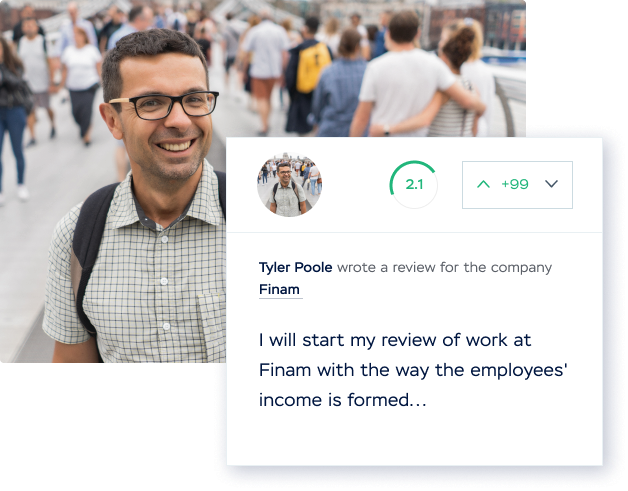 2.1
+99
Tyler Poole wrote a review for the company
Finam
I will start my review of work at
Finam with the way the employees'
income is formed...